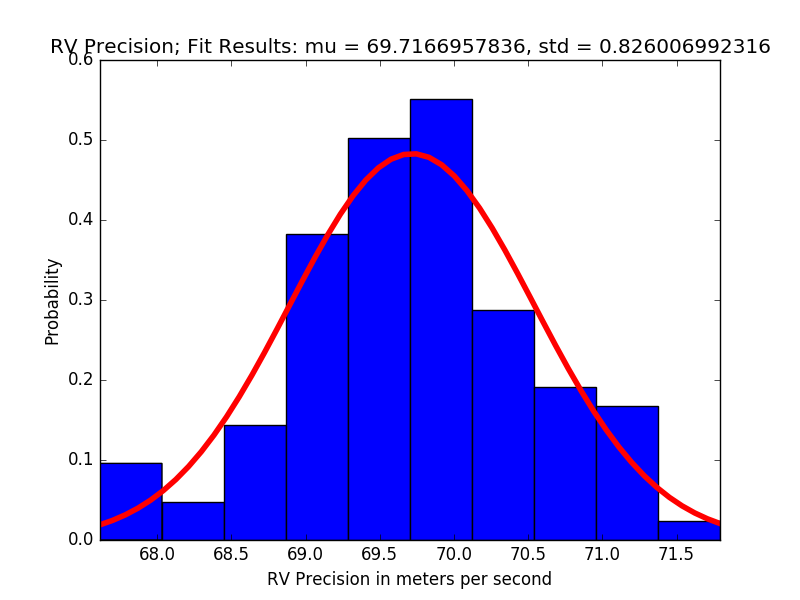 RV Precision; Fit Results: mu = 69.7166957836, std = 0.826006992316
0.6
0.5
0.4
0.3
0.2
0.1
0.0
Probability
68.0 68.5 69.0 69.5 70.0 70.5 71.0 71.5
RV Precision in meters per second